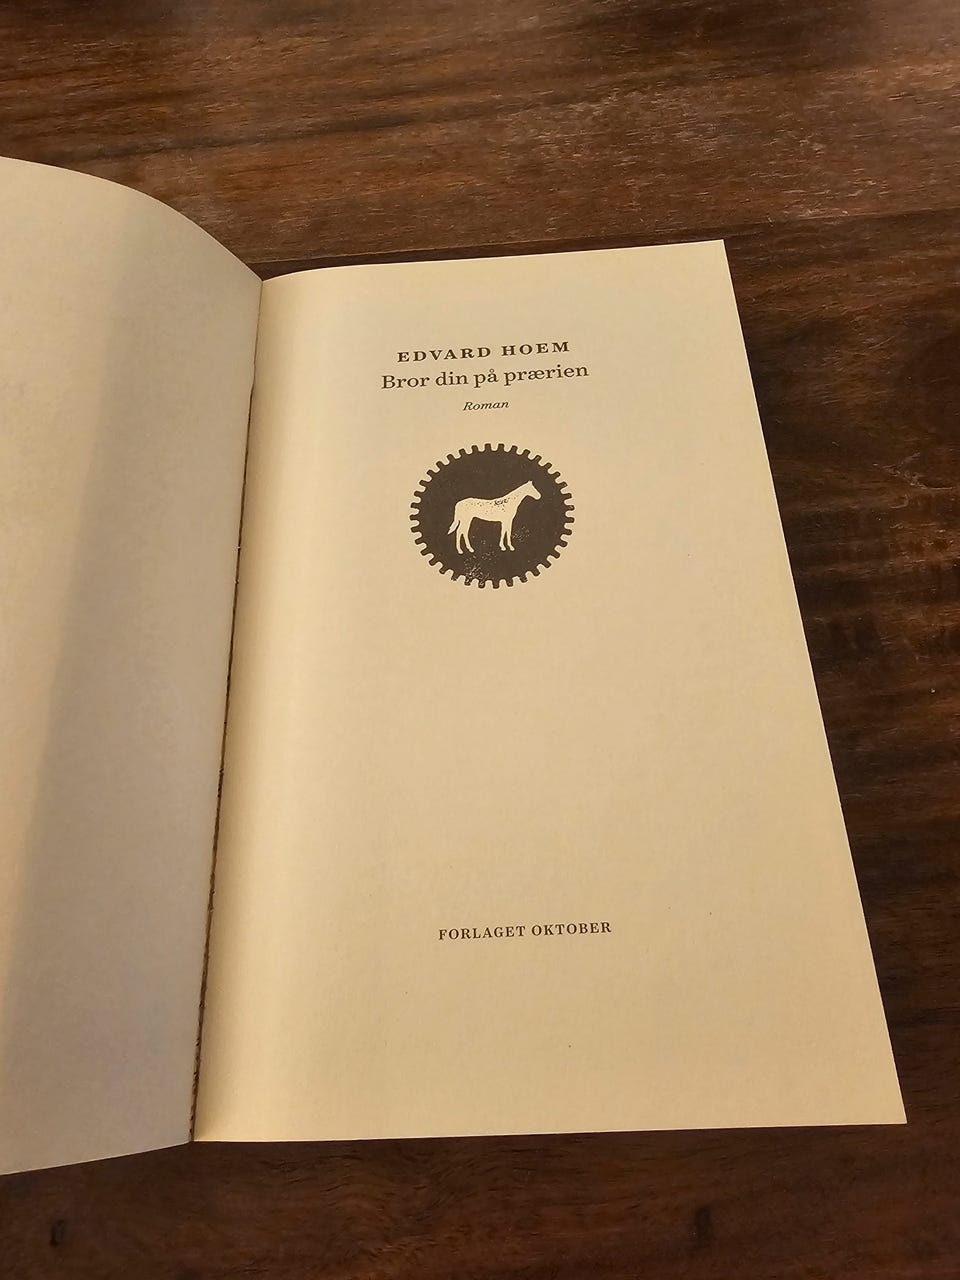 EDVARD HOEM
Bror din på prærien
Roman
FORLAGET OKTOBER